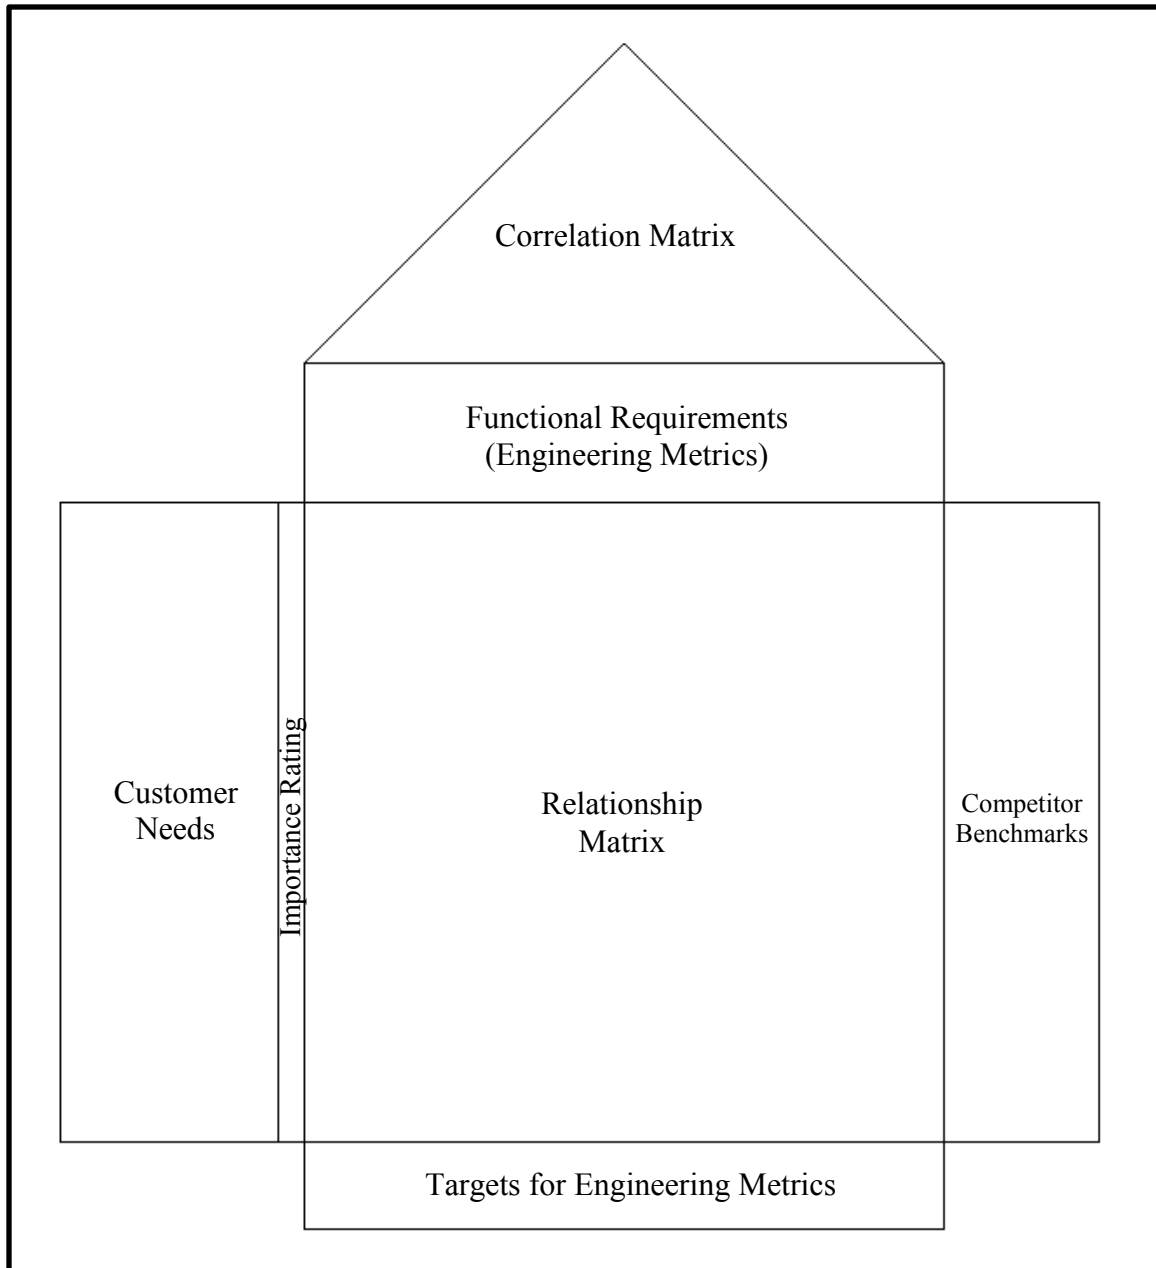 Correlation Matrix
Functional Requirements
(Engineering Metrics)
Customer
Needs
Importance Rating
Relationship
Matrix
Competitor
Benchmarks
Targets for Engineering Metrics